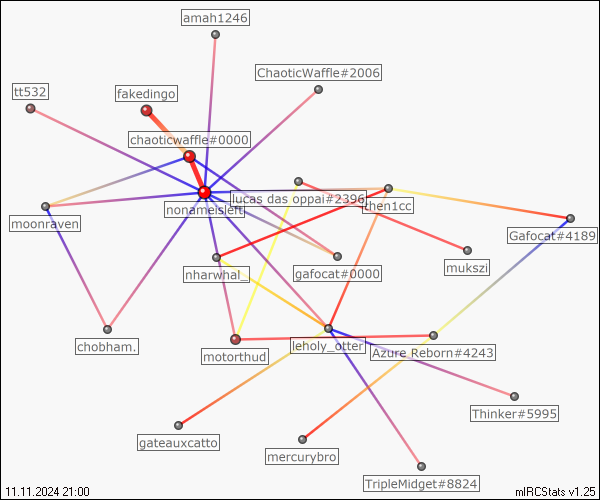 amah1246
ChaoticWaffle#2006
tt532
fakedingo
chaoticwaffle#0000
lucas das oppai#2396
chen1cc
nonameisleft
moonraven
Gafocat#4189
mukszi
nharwhal_
gafocat#0000
chobham.
motorthud
leholy_otter
Azure Reborn#4243
Thinker#5995
gateauxcatto
mercurybro
TripleMidget#8824
11.11.2024 21:00
mIRCStats v1.25